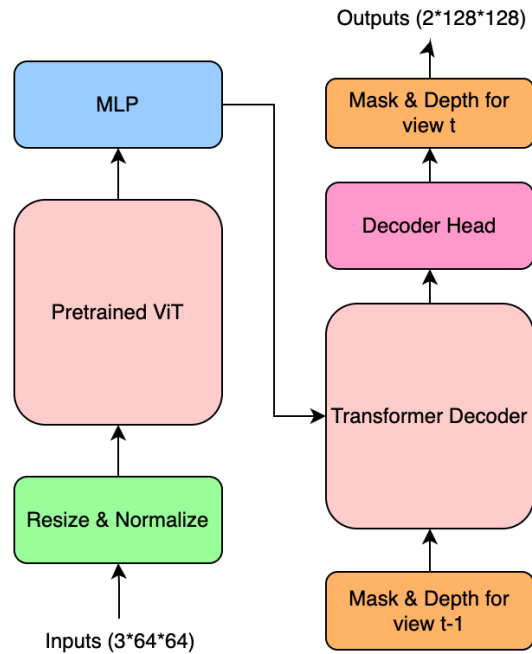 Outputs (2*128*128)
MLP
Mask & Depth for
view t
Decoder Head
Pretrained ViT
Transformer Decoder
Resize & Normalize
Mask & Depth for
view t-1
Inputs (3*64*64)